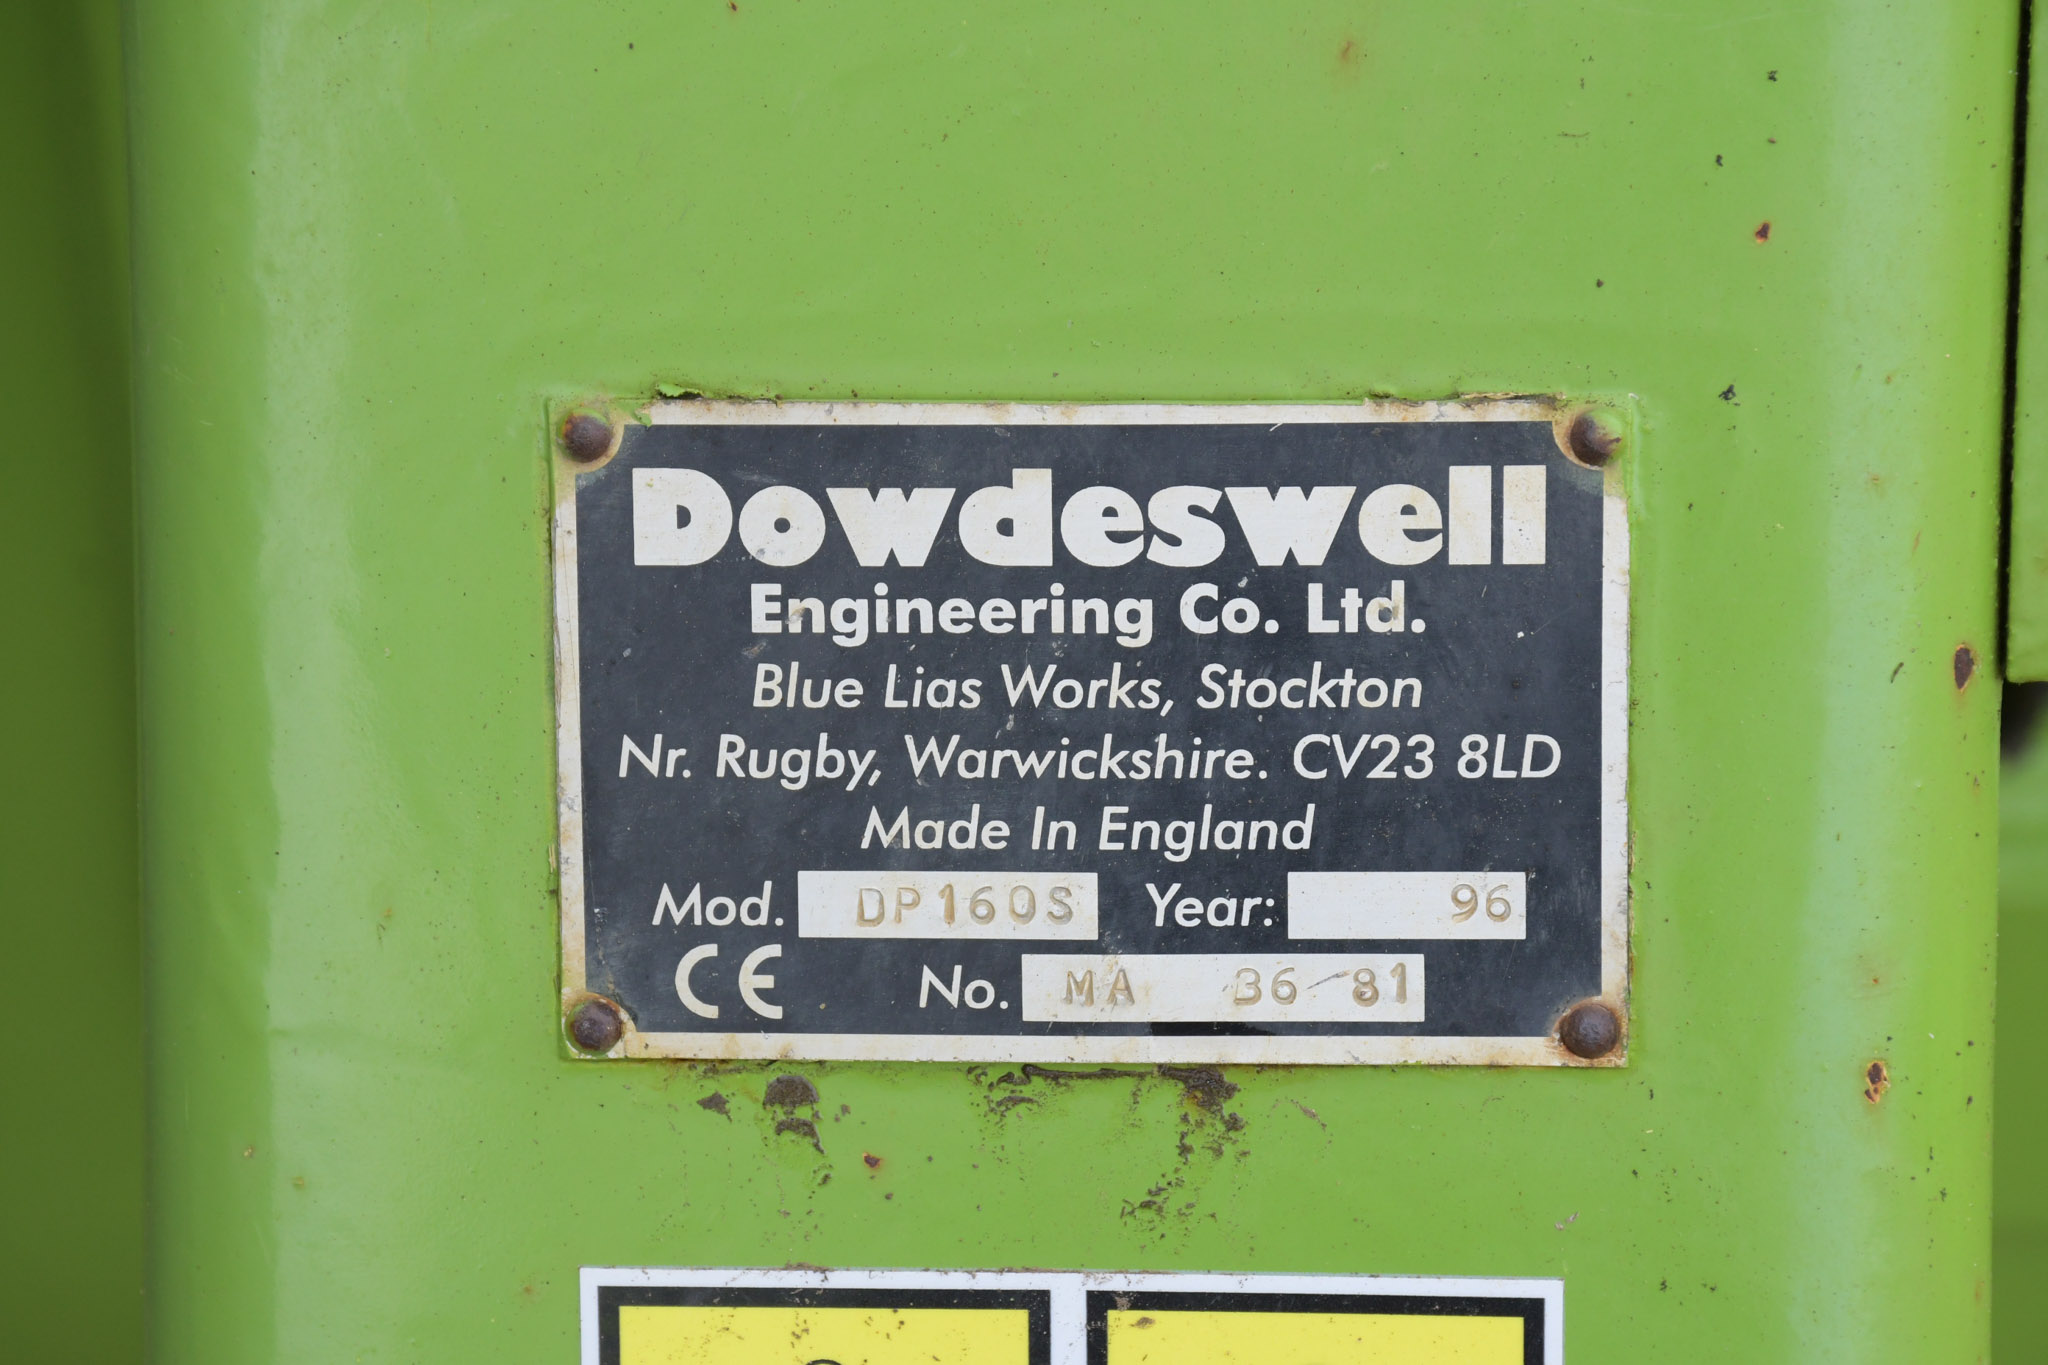 Dowdeswell
Engineering Co. Ltd.
Blue Lias Works, Stockton
Nr. Rugby, Warwickshire. CV23 8LD
Made In England
Mod. DP160S Year: 96
CE No. MA 36/81